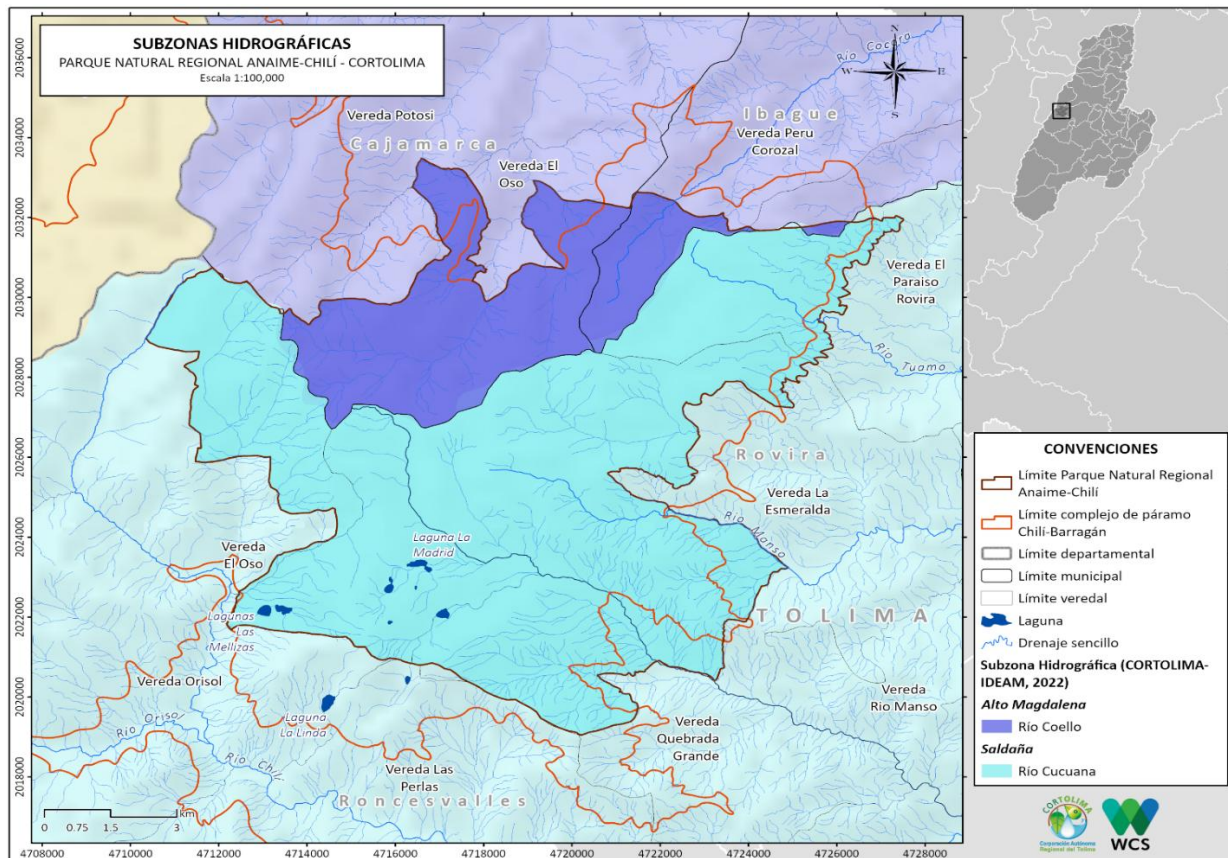 SUBZONAS HIDROGRÁFICAS
PARQUE NATURAL REGIONAL ANAIME-CHILÍ - CORTOLIMA
Escala 1:100,000
N
W
E
S
Río Cocora
Ibague
Vereda Potosi
Cajamarca
Vereda Peru
Corozal
Vereda El
Oso
Vereda El
Paraiso
Rovira
Río Tuamo
Rovira
Vereda La
Esmeralda
Río Manso
Vereda
El Oso
Laguna La
Madrid
Lagunas
Las
Mellizas
TOLIMA
Vereda Orisol
Vereda
Rio Manso
Río Orisol
Laguna
La Linda
Vereda
Quebrada
Grande
Río Chilí
Vereda Las
Perlas
Roncesvalles
0 0.75 1.5 3
km
2036000
2034000
2032000
2030000
2028000
2026000
2024000
2022000
2020000
2018000
4708000 4710000 4712000 4714000 4716000 4718000 4720000 4722000 4724000 4726000 4728000
CONVENCIONES
Límite Parque Natural Regional
Anaime-Chilí
Límite complejo de páramo
Chilí-Barragán
Límite departamental
Límite municipal
Límite veredal
Laguna
Drenaje sencillo
Subzona Hidrográfica (CORTOLIMA-
IDEAM, 2022)
Alto Magdalena
Río Coello
Saldaña
Río Cucuana
CORTOLIMA
Corporación Autónoma
Regional del Tolima
WCS